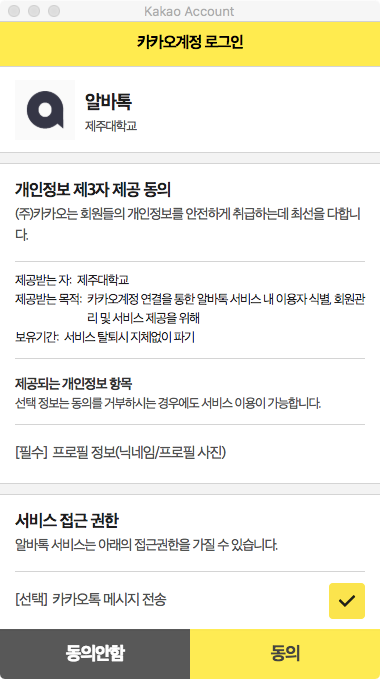 Kakao Account
카카오계정 로그인
알바톡
제주대학교
개인정보 제3자 제공 동의
(주)카카오는 회원들의 개인정보를 안전하게 취급하는데 최선을 다합니
다.
제공받는 자: 제주대학교
제공받는 목적: 카카오계정 연결을 통한 알바톡 서비스 내 이용자 식별, 회원관
리 및 서비스 제공을 위해
보유기간: 서비스 탈퇴시 지체없이 파기
제공되는 개인정보 항목
선택 정보는 동의를 거부하시는 경우에도 서비스 이용이 가능합니다.
[필수] 프로필 정보(닉네임/프로필 사진)
서비스 접근 권한
알바톡 서비스는 아래의 접근권한을 가질 수 있습니다.
[선택] 카카오톡 메시지 전송
동의안함
동의